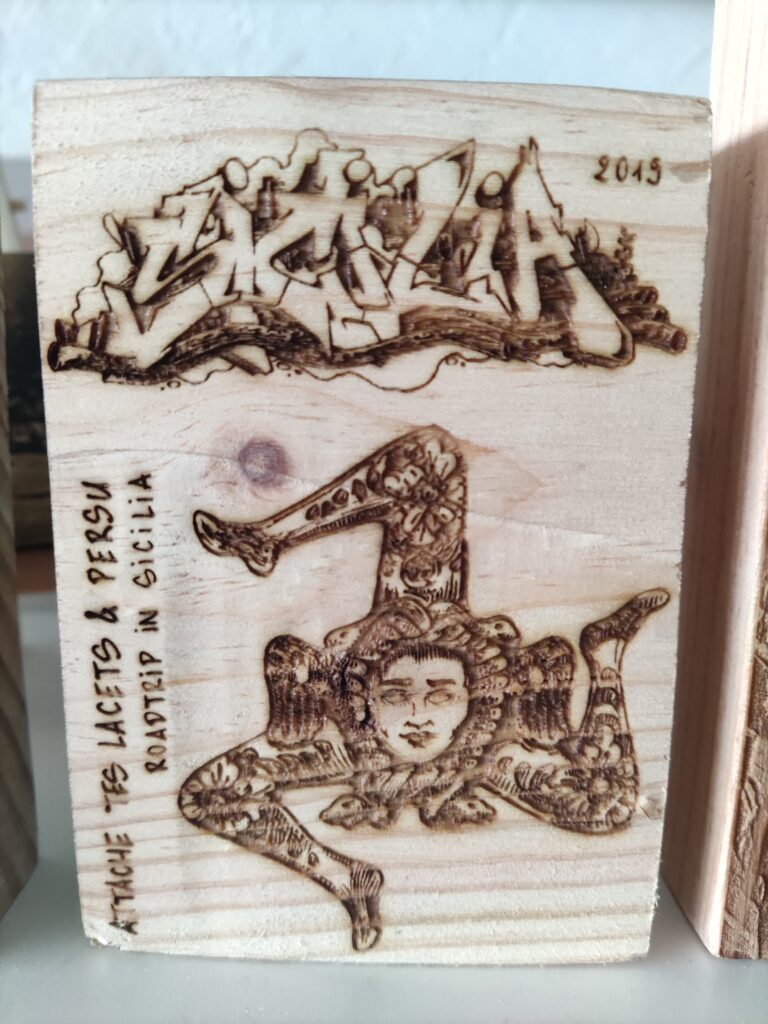 SiCiLiA
2019
ATTACHE TES LACETS & PERSU
ROADTRiP iN SiCiLiA